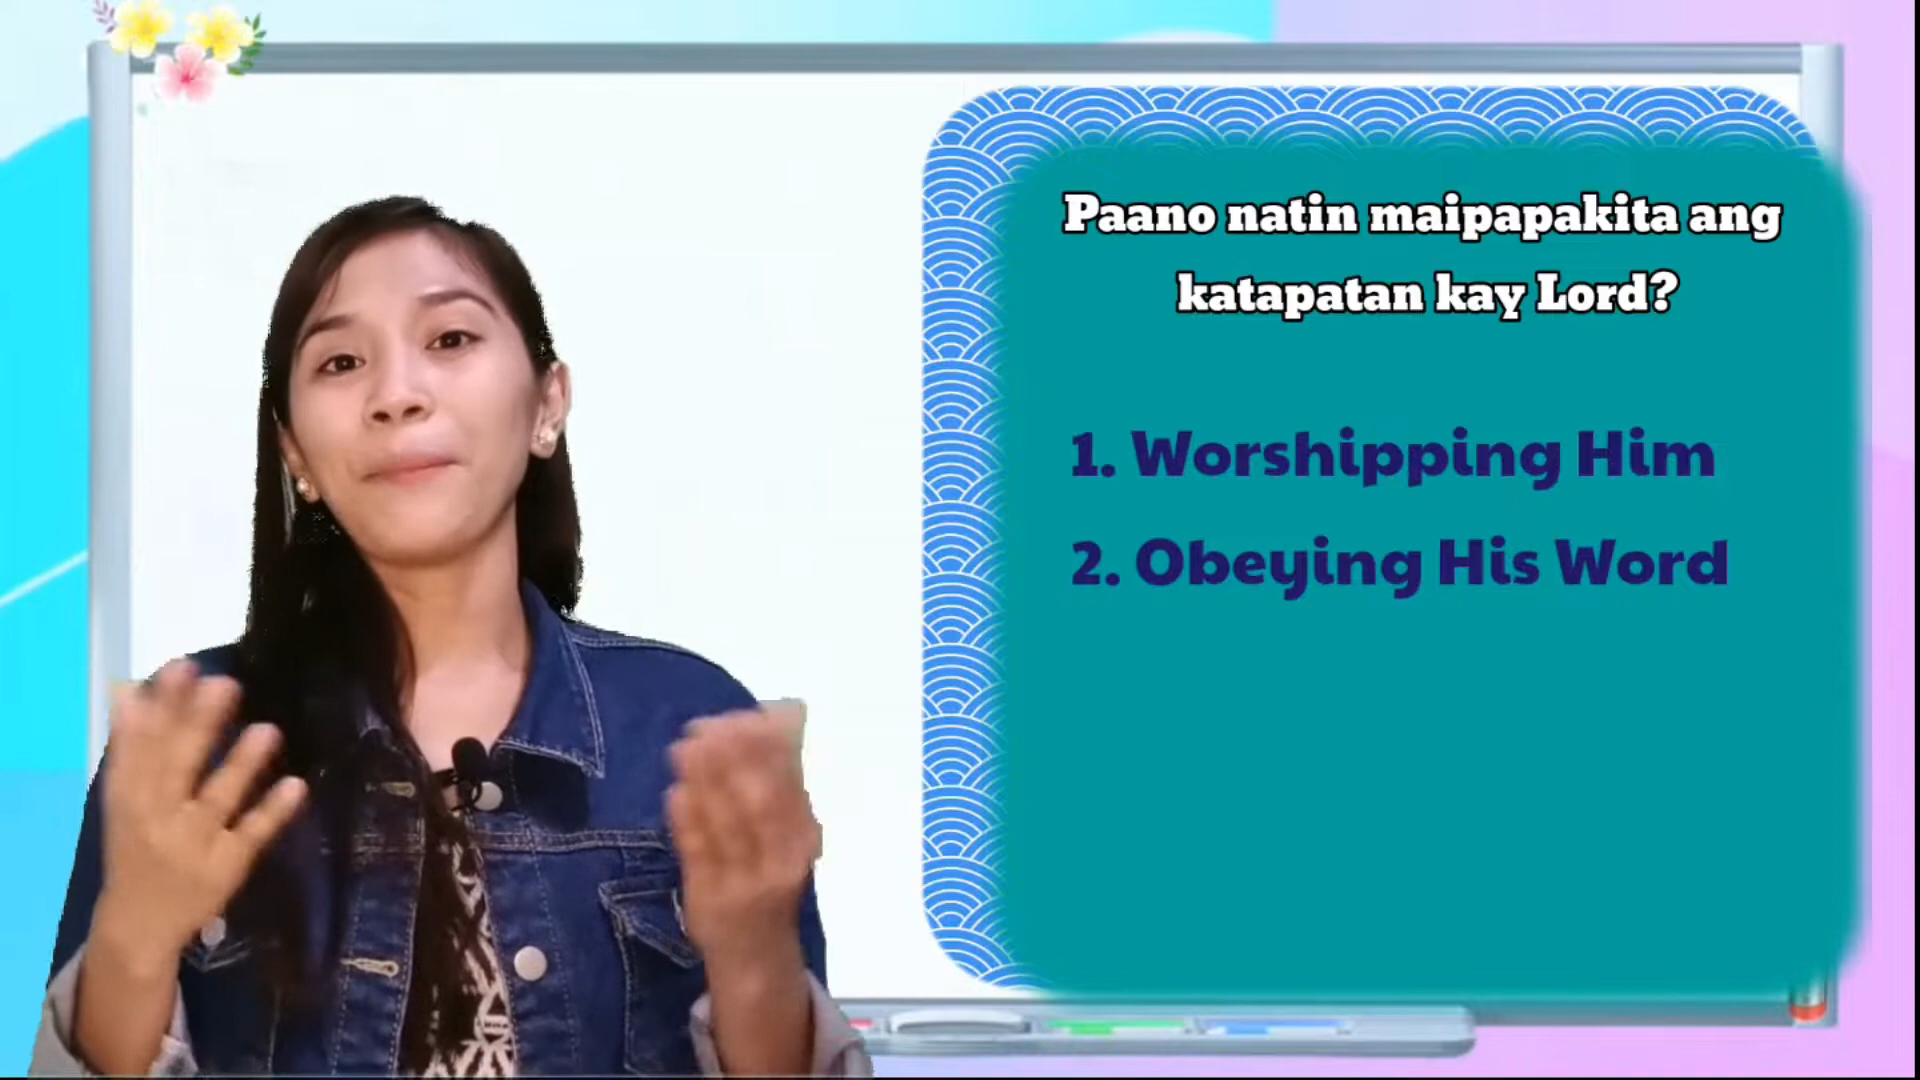 Paano natin maipapakita ang
katapatan kay Lord?
1. Worshipping Him
2. Obeying His Word